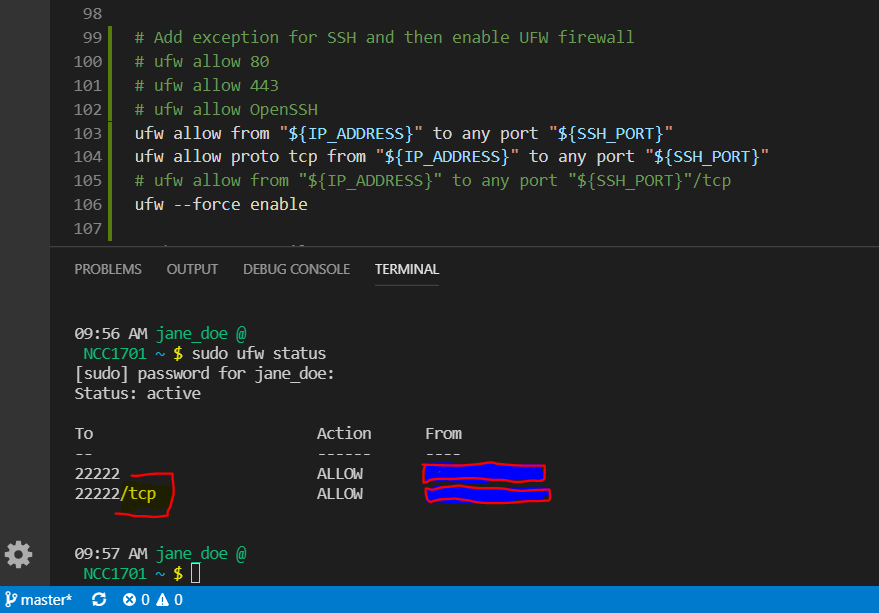 98
99 # Add exception for SSH and then enable UFW firewall
100 # ufw allow 80
101 # ufw allow 443
102 # ufw allow OpenSSH
103 ufw allow from "${IP_ADDRESS}" to any port "${SSH_PORT}"
104 ufw allow proto tcp from "${IP_ADDRESS}" to any port "${SSH_PORT}"
105 # ufw allow from "${IP_ADDRESS}" to any port "${SSH_PORT}"/tcp
106 ufw --force enable
107
PROBLEMS OUTPUT DEBUG CONSOLE TERMINAL
09:56 AM jane_doe @
NCC1701 ~ $ sudo ufw status
[sudo] password for jane_doe:
Status: active
To Action From
-- ------ ----
22222 ALLOW
22222/tcp ALLOW
09:57 AM jane_doe @
NCC1701 ~ $
master* 0 0